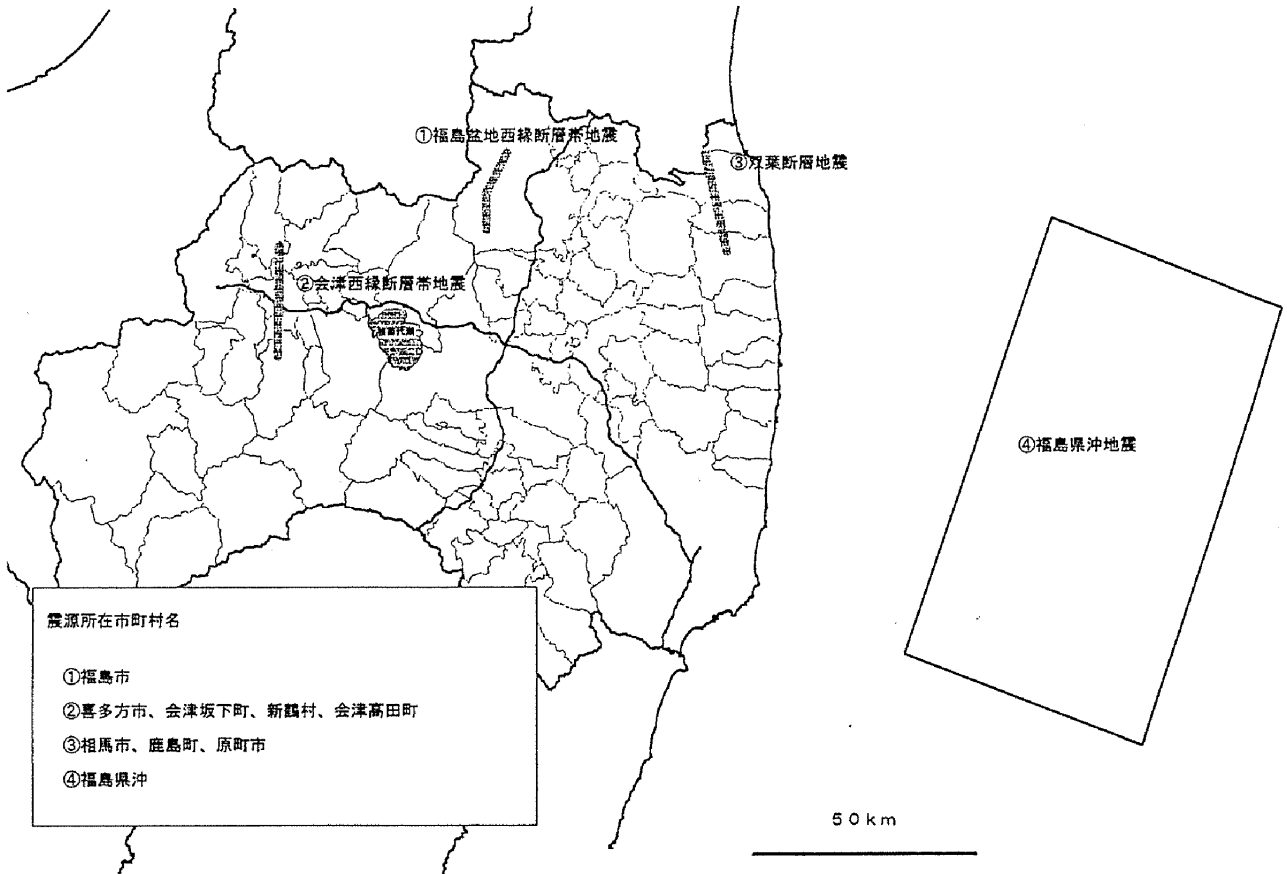 ①福島盆地西縁断層帯地震
③双葉断層地震
②会津西縁断層帯地震
猪苗代湖
④福島県沖地震
震源所在市町村名
①福島市
②喜多方市、会津坂下町、新鶴村、会津高田町
③相馬市、鹿島町、原町市
④福島県沖
50km